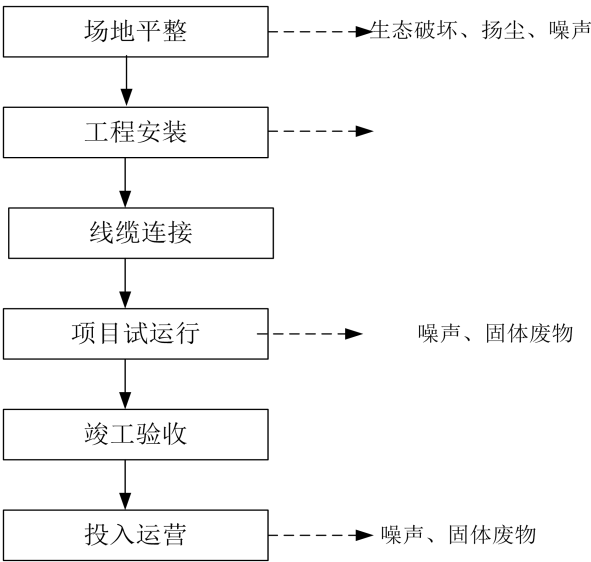 场地平整
生态破坏、扬尘、噪声
工程安装
线缆连接
项目试运行
噪声、固体废物
竣工验收
投入运营
噪声、固体废物